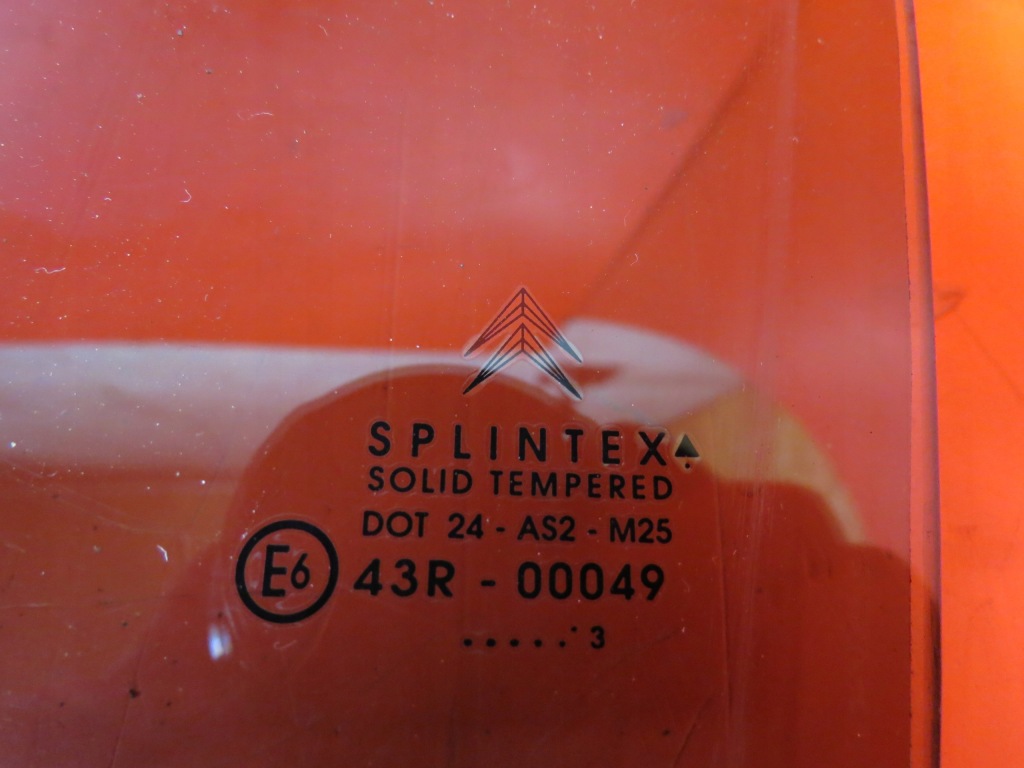 SPLINTEX
SOLID TEMPERED
DOT 24 - AS2 - M25
E6 43R - 00049
..... . 3